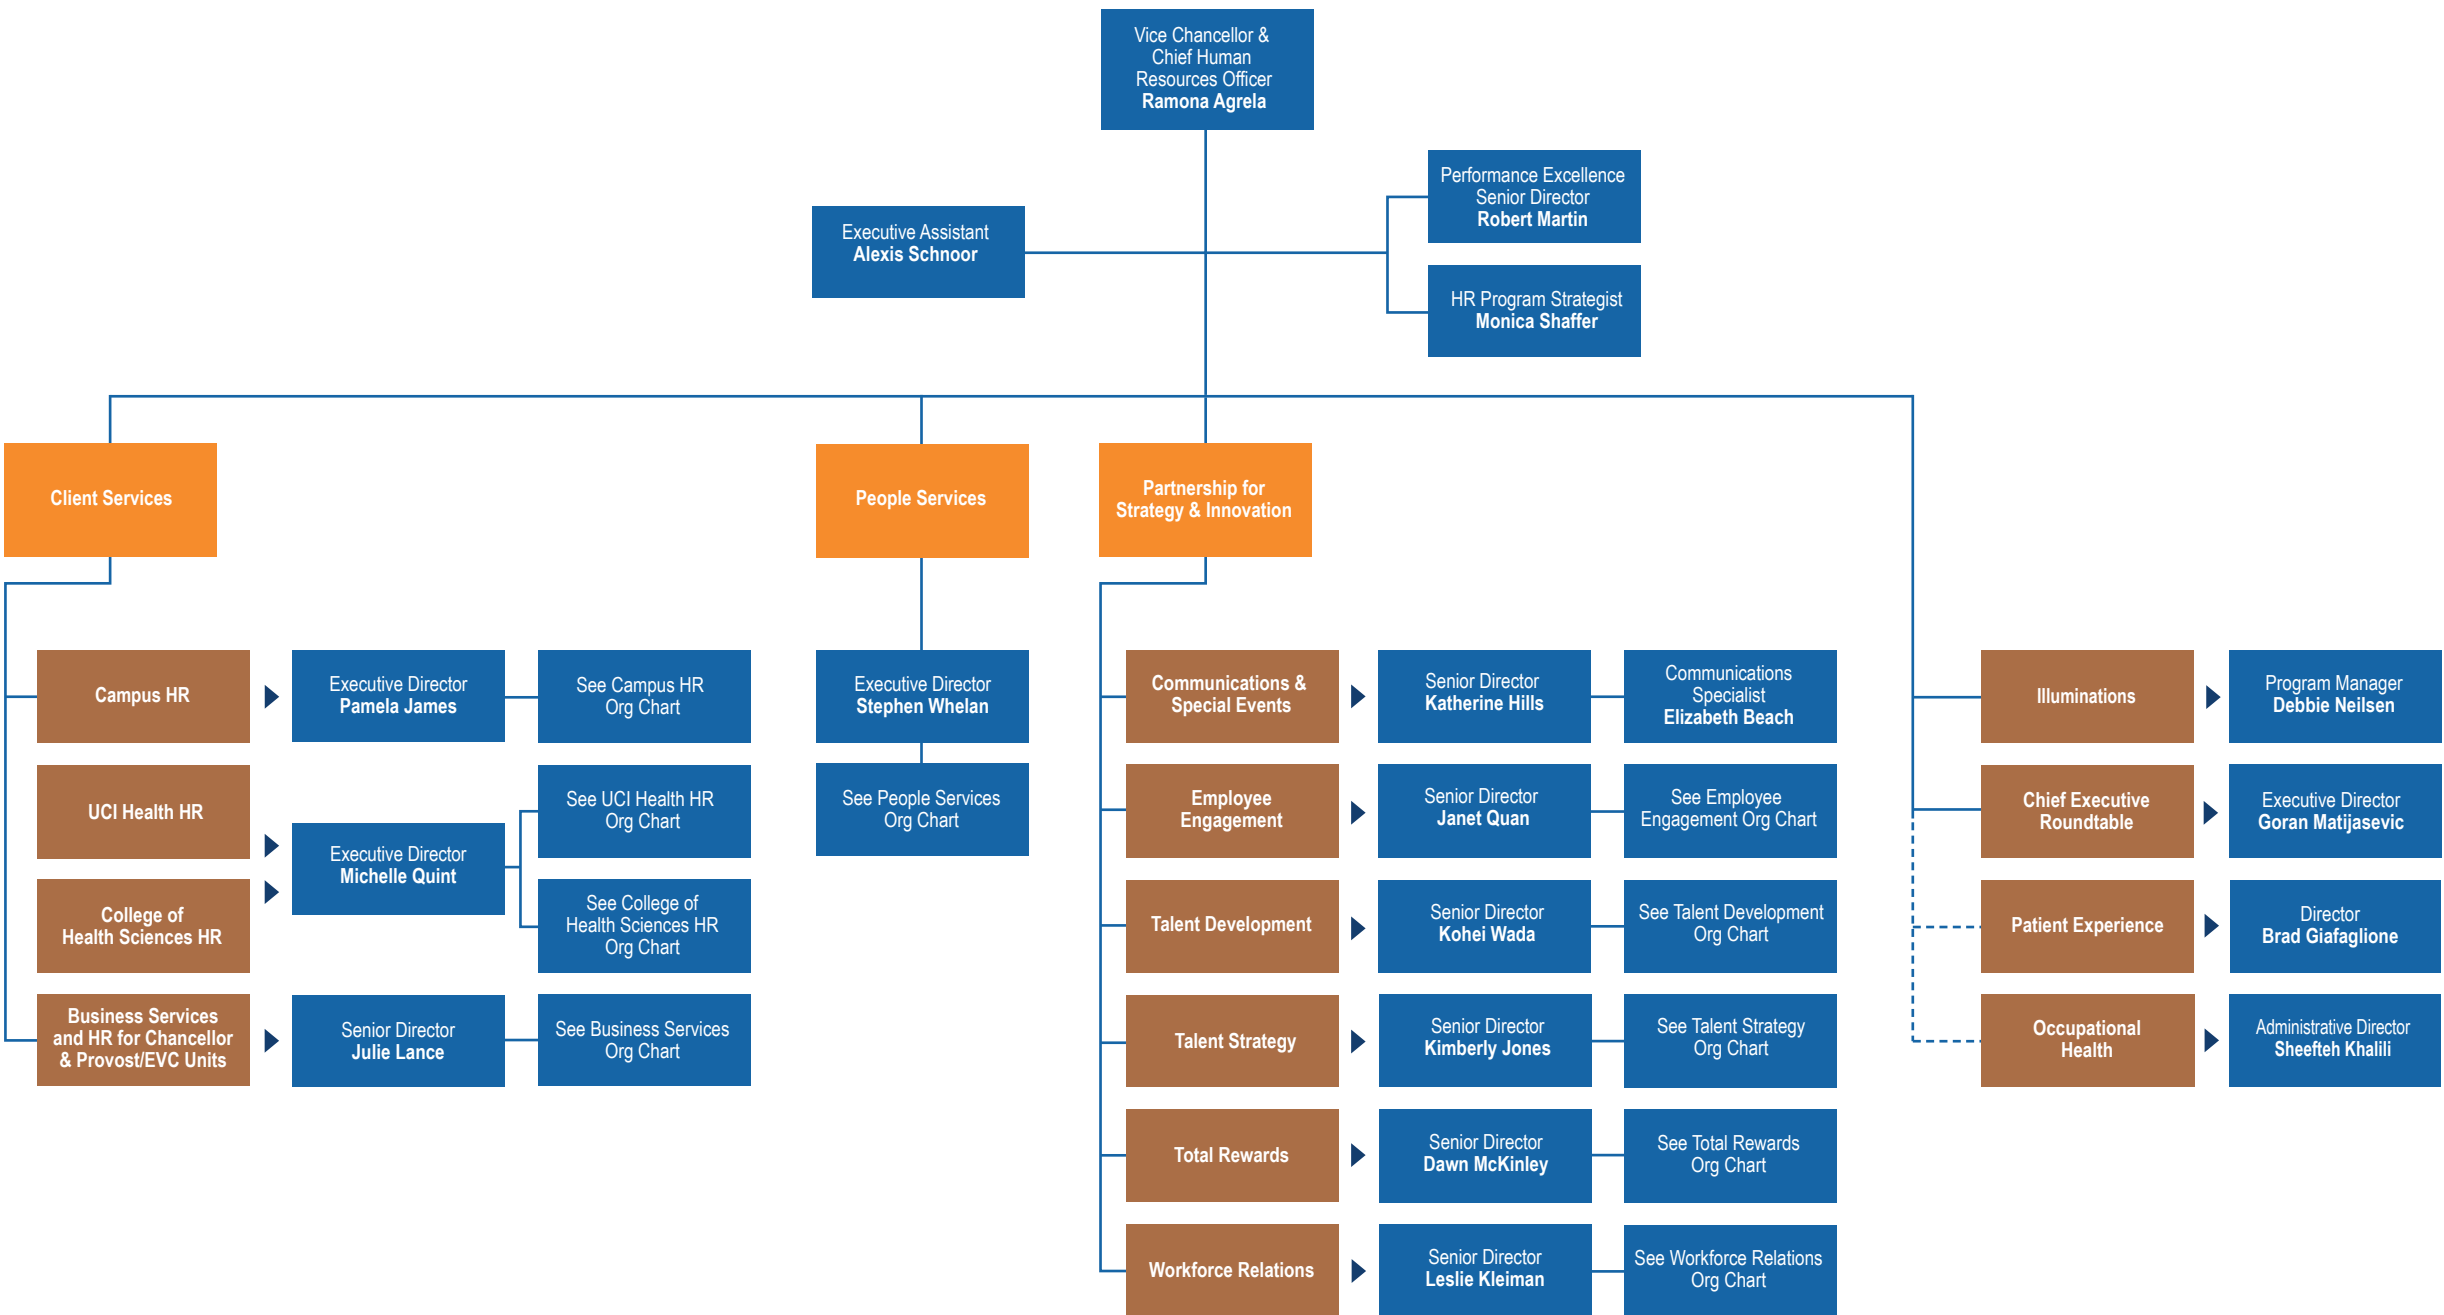 Vice Chancellor &
Chief Human
Resources Officer
Ramona Agrela
Performance Excellence
Senior Director
Robert Martin
Executive Assistant
Alexis Schnoor
HR Program Strategist
Monica Shaffer
Client Services
People Services
Partnership for
Strategy & Innovation
Campus HR
Executive Director
Pamela James
See Campus HR
Org Chart
UCI Health HR
College of
Health Sciences HR
Executive Director
Michelle Quint
See UCI Health HR
Org Chart
See College of
Health Sciences HR
Org Chart
Business Services
and HR for Chancellor
& Provost/EVC Units
Senior Director
Julie Lance
See Business Services
Org Chart
Executive Director
Stephen Whelan
See People Services
Org Chart
Communications &
Special Events
Senior Director
Katherine Hills
Communications
Specialist
Elizabeth Beach
Employee
Engagement
Senior Director
Janet Quan
See Employee
Engagement Org Chart
Talent Development
Senior Director
Kohei Wada
See Talent Development
Org Chart
Talent Strategy
Senior Director
Kimberly Jones
See Talent Strategy
Org Chart
Total Rewards
Senior Director
Dawn McKinley
See Total Rewards
Org Chart
Workforce Relations
Senior Director
Leslie Kleiman
See Workforce Relations
Org Chart
Illuminations
Program Manager
Debbie Neilsen
Chief Executive
Roundtable
Executive Director
Goran Matijasevic
Patient Experience
Director
Brad Giafaglione
Occupational
Health
Administrative Director
Sheefteh Khalili